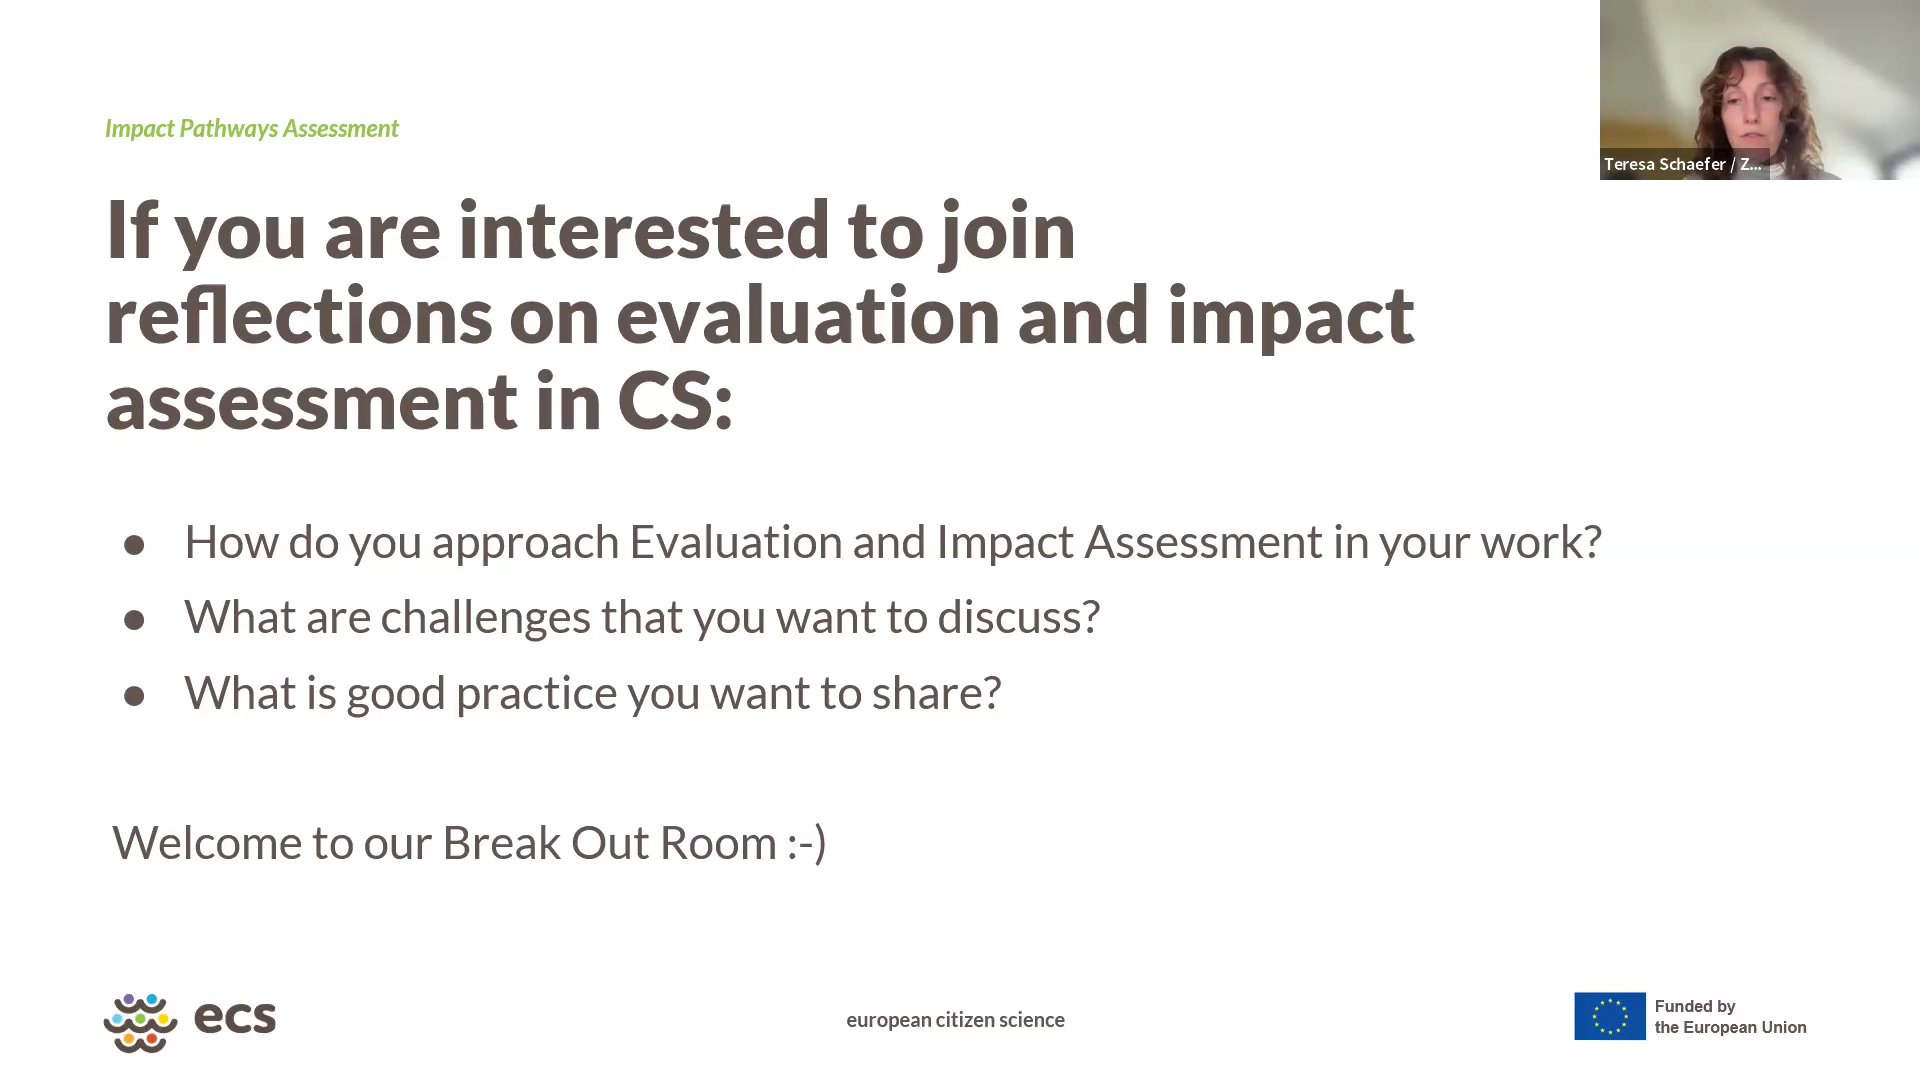 Impact Pathways Assessment
Teresa Schaefer / Z...
If you are interested to join
reflections on evaluation and impact
assessment in CS:
● How do you approach Evaluation and Impact Assessment in your work?
● What are challenges that you want to discuss?
● What is good practice you want to share?
Welcome to our Break Out Room :-)
ecs
european citizen science
Funded by
the European Union